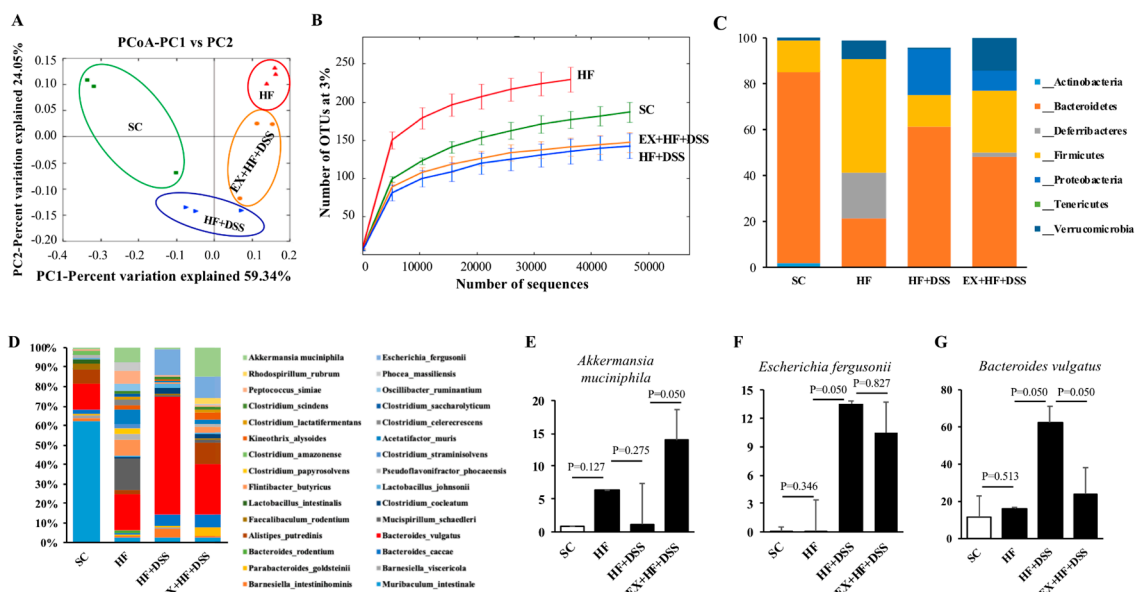 A
PCoA-PC1 vs PC2
PC2-Percent variation explained 24.05%
0.15
0.10
0.05
0.00
-0.05
-0.10
-0.15
-0.20
SC
HF
EX+HF+DSS
HF+DSS
-0.4
-0.3
-0.2
-0.1
0.0
0.1
0.2
PC1-Percent variation explained 59.34%
B
Number of OTUs at 3%
250
200
150
100
50
HF
SC
EX+HF+DSS
HF+DSS
0
10000
20000
30000
40000
50000
Number of sequences
C
100
80
60
40
20
0
SC
HF
HF+DSS
EX+HF+DSS
__Actinobacteria
__Bacteroidetes
__Deferribacteres
__Firmicutes
__Proteobacteria
__Tenericutes
__Verrucomicrobia
D
100%
90%
80%
70%
60%
50%
40%
30%
20%
10%
0%
SC
HF
HF+DSS
EX+HF+DSS
Akkermansia muciniphila
Escherichia_fergusonii
Rhodospirillum_rubrum
Phocea_massiliensis
Peptococcus_simiae
Oscillibacter_ruminantium
Clostridium_scindens
Clostridium_saccharolyticum
Clostridium_lactatifermentans
Clostridium_celerecrescens
Kineothrix_alysoides
Acetatifactor_muris
Clostridium_amazonense
Clostridium_straminisolvens
Clostridium_papyrosolvens
Pseudoflavonifractor_phocaeensis
Flintibacter_butyricus
Lactobacillus_johnsonii
Lactobacillus_intestinalis
Clostridium_cocleatum
Faecalibaculum_rodentium
Mucispirillum_schaedleri
Alistipes_putredinis
Bacteroides_vulgatus
Bacteroides_rodentium
Bacteroides_caccae
Parabacteroides_goldsteinii
Barnesiella_viscericola
Barnesiella_intestinihominis
Muribaculum_intestinale
E
Akkermansia
muciniphila
20
15
10
5
0
P=0.127
P=0.275
P=0.050
SC
HF
HF+DSS
EX+HF+DSS
F
Escherichia fergusonii
15
12
9
6
3
0
P=0.346
P=0.050
P=0.827
SC
HF
HF+DSS
EX+HF+DSS
G
Bacteroides vulgatus
80
60
40
20
0
P=0.513
P=0.050
P=0.050
SC
HF
HF+DSS
EX+HF+DSS